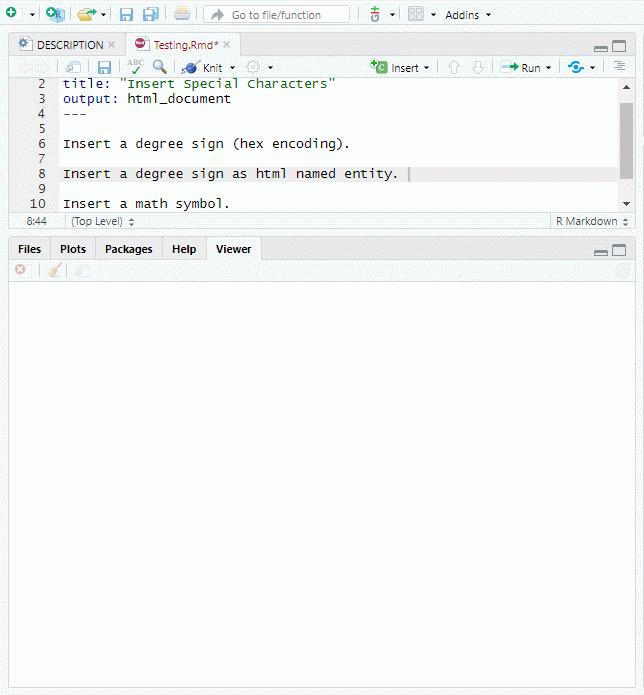 Go to file/function Addins
DESCRIPTION Testing.Rmd*
ABC Knit Insert Run
2 title: "Insert Special Characters"
3 output: html_document
4 ---
5
6 Insert a degree sign (hex encoding).
7
8 Insert a degree sign as html named entity.
9
10 Insert a math symbol.
8:44 (Top Level) R Markdown
Files Plots Packages Help Viewer